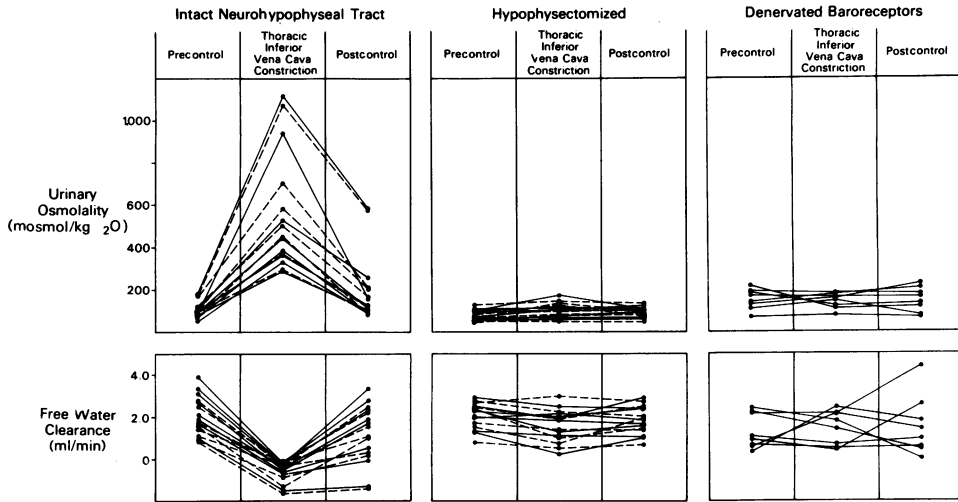 Intact Neurohypophyseal Tract
Hypophysectomized
Denervated Baroreceptors
Precontrol
Thoracic
Inferior
Vena Cava
Constriction
Postcontrol
Precontrol
Thoracic
Inferior
Vena Cava
Constriction
Postcontrol
Precontrol
Thoracic
Inferior
Vena Cava
Constriction
Postcontrol
Urinary
Osmolality
(mosmol/kg 2O)
1,000
600
400
200
Free Water
Clearance
(ml/min)
4.0
2.0
0